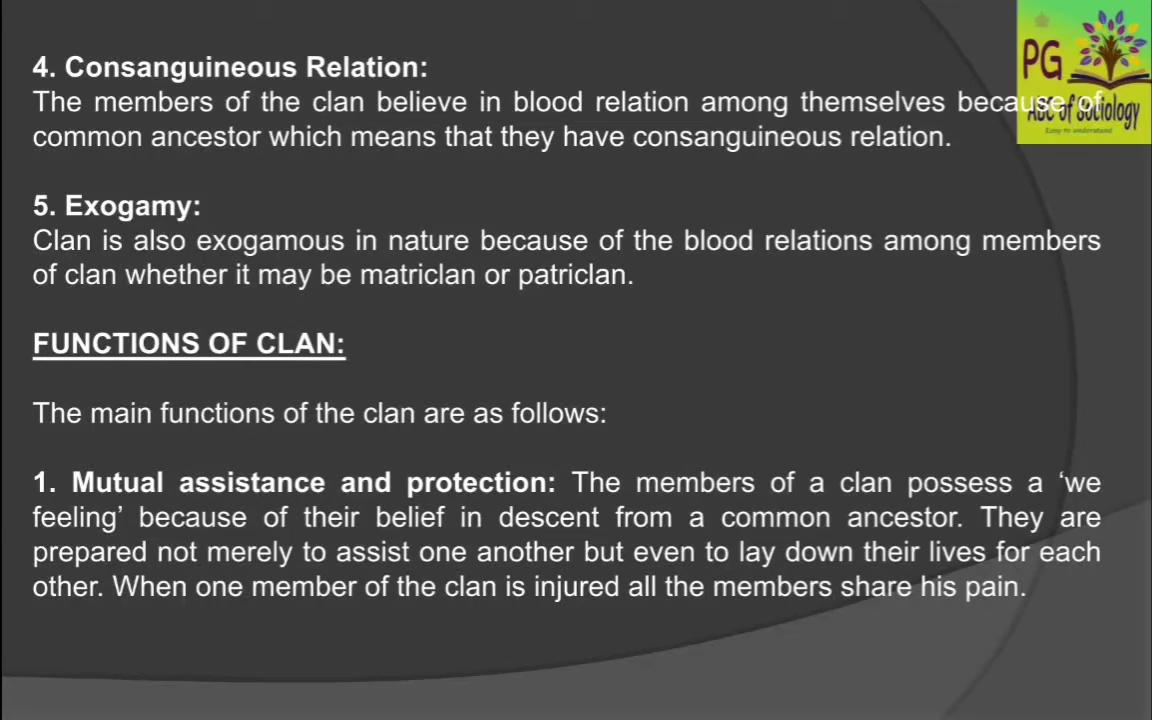 4. Consanguineous Relation:
The members of the clan believe in blood relation among themselves because of
common ancestor which means that they have consanguineous relation.
5. Exogamy:
Clan is also exogamous in nature because of the blood relations among members
of clan whether it may be matriclan or patriclan.
FUNCTIONS OF CLAN:
The main functions of the clan are as follows:
1. Mutual assistance and protection: The members of a clan possess a ‘we
feeling’ because of their belief in descent from a common ancestor. They are
prepared not merely to assist one another but even to lay down their lives for each
other. When one member of the clan is injured all the members share his pain.
PG
ABC of Sociology
Easy to understand